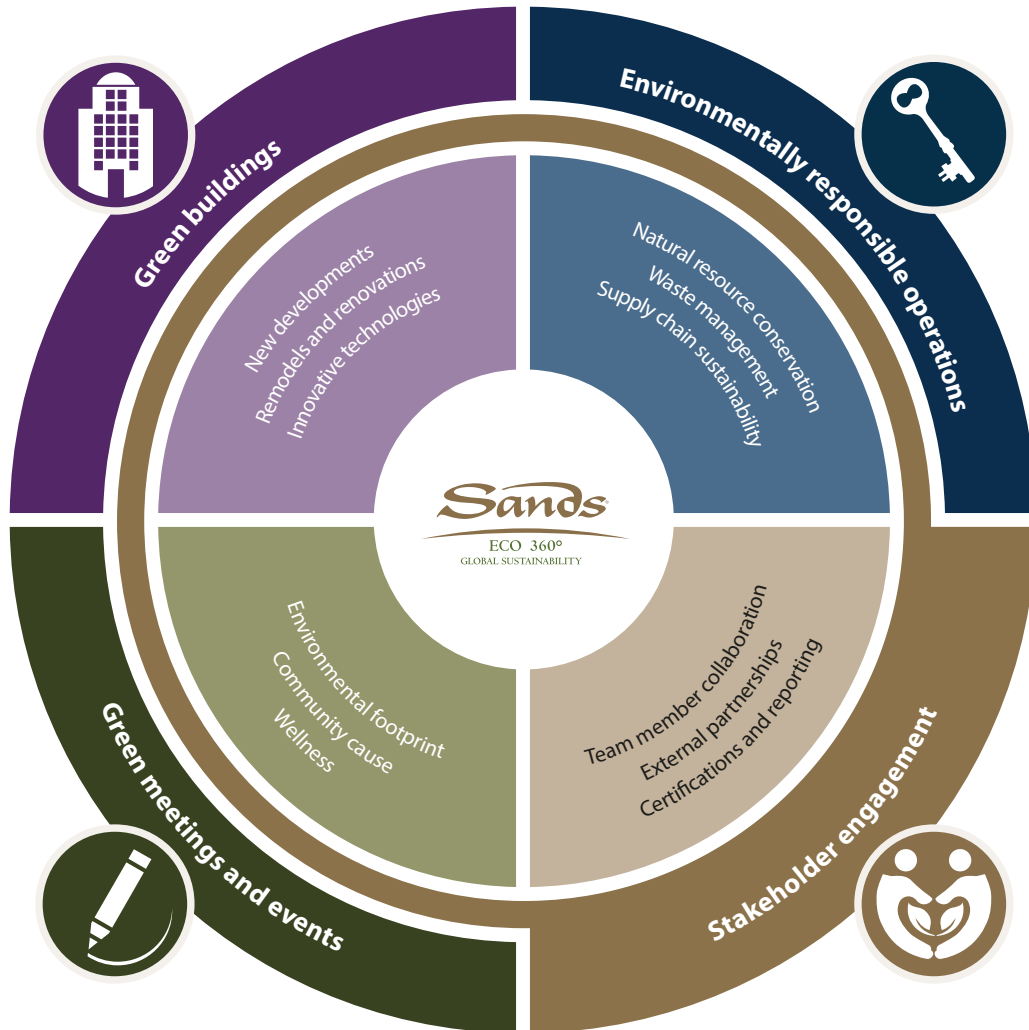 Green buildings
New developments
Remodels and renovations
Innovative technologies
Environmentally responsible operations
Natural resource conservation
Waste management
Supply chain sustainability
Sands®
ECO 360°
GLOBAL SUSTAINABILITY
Green meetings and events
Environmental footprint
Community cause
Wellness
Stakeholder engagement
Team member collaboration
External partnerships
Certifications and reporting